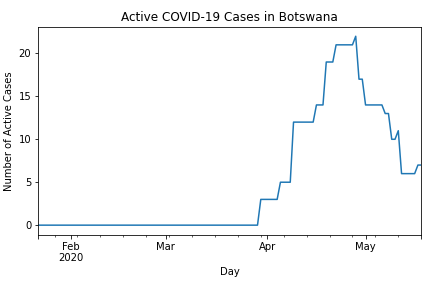 Active COVID-19 Cases in Botswana
Number of Active Cases
20
15
10
5
0
Feb
2020
Mar
Apr
May
Day